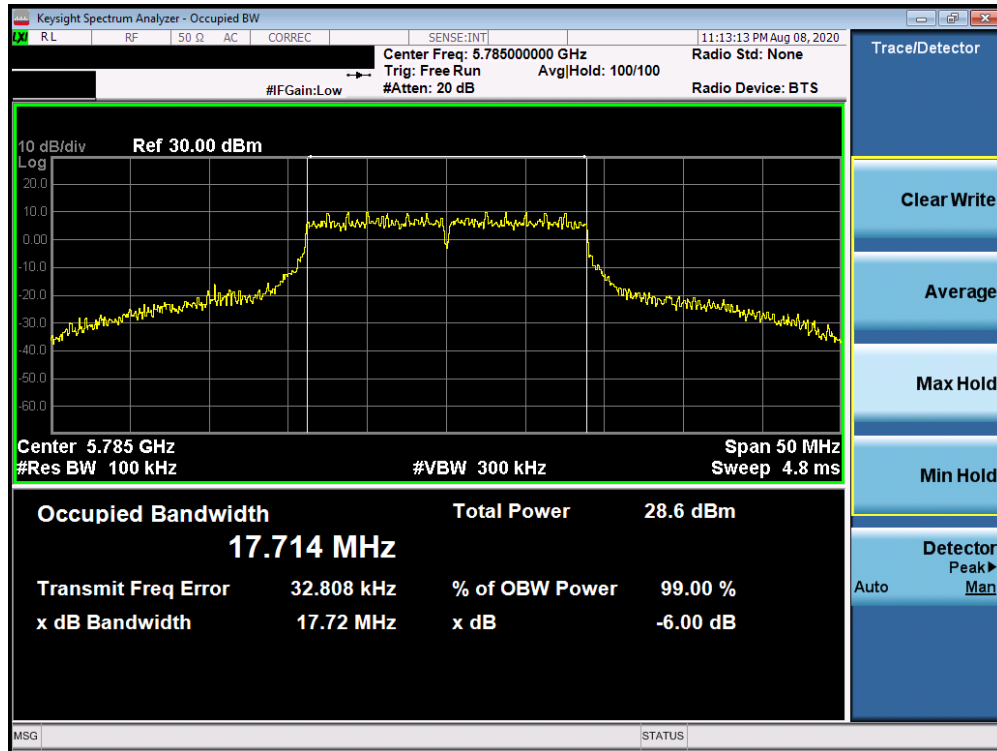 Keysight Spectrum Analyzer - Occupied BW
LXI RL RF 50 Ω AC CORREC SENSE:INT 11:13:13 PM Aug 08, 2020
Center Freq: 5.785000000 GHz Radio Std: None
Trig: Free Run Avg|Hold: 100/100
#IFGain:Low #Atten: 20 dB Radio Device: BTS
10 dB/div Ref 30.00 dBm
Log
20.0
10.0
0.00
-10.0
-20.0
-30.0
-40.0
-50.0
-60.0
Center 5.785 GHz Span 50 MHz
#Res BW 100 kHz #VBW 300 kHz Sweep 4.8 ms
Occupied Bandwidth Total Power 28.6 dBm
17.714 MHz
Transmit Freq Error 32.808 kHz % of OBW Power 99.00 %
x dB Bandwidth 17.72 MHz x dB -6.00 dB
MSG STATUS
Trace/Detector
Clear Write
Average
Max Hold
Min Hold
Detector
Peak▶
Auto Man